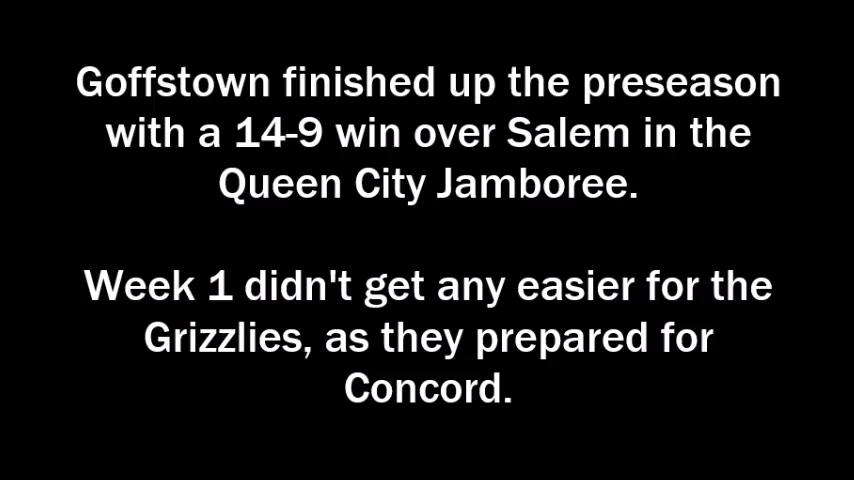 Goffstown finished up the preseason
with a 14-9 win over Salem in the
Queen City Jamboree.
Week 1 didn't get any easier for the
Grizzlies, as they prepared for
Concord.